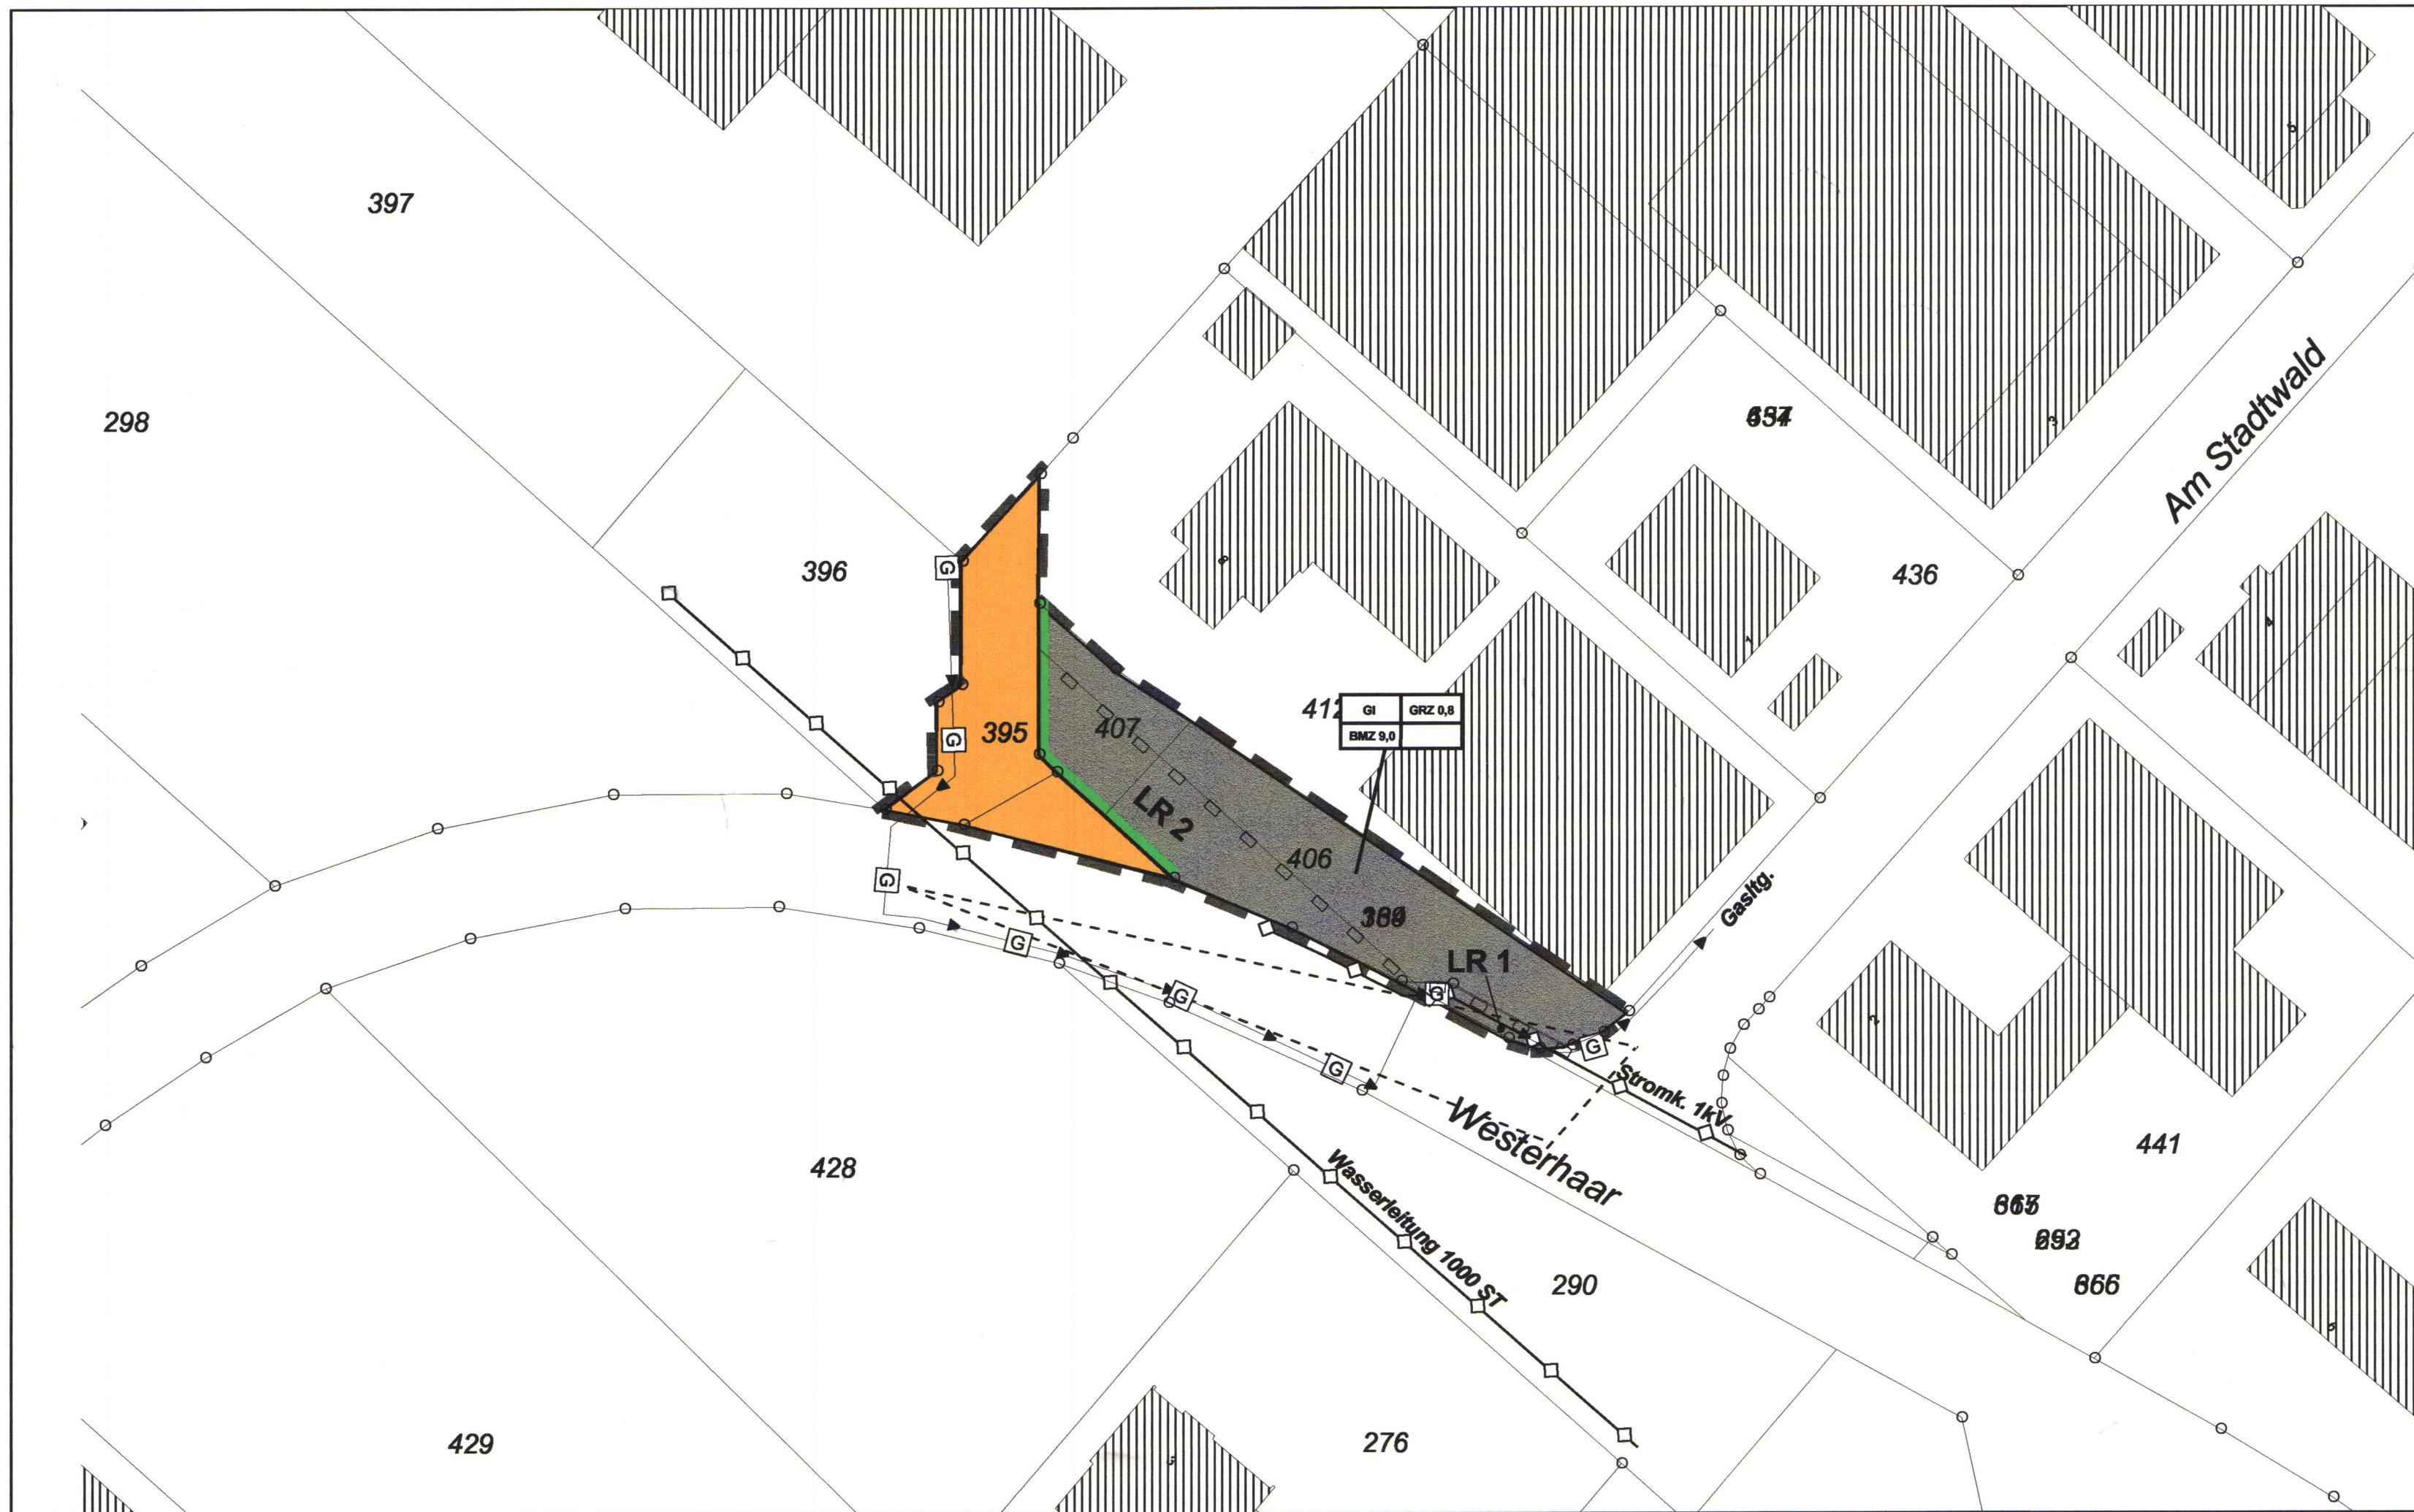 397
298
Am Stadtwald
436
396
G
412
GI GRZ 0,8
BMZ 9,0
395
407
G
LR 2
406
G
Gasltg.
LR 1
G
G
G
G
G
Stromk. 1kV
Westerhaar
441
428
Wasserleitung 1000 ST
290
866
429
276